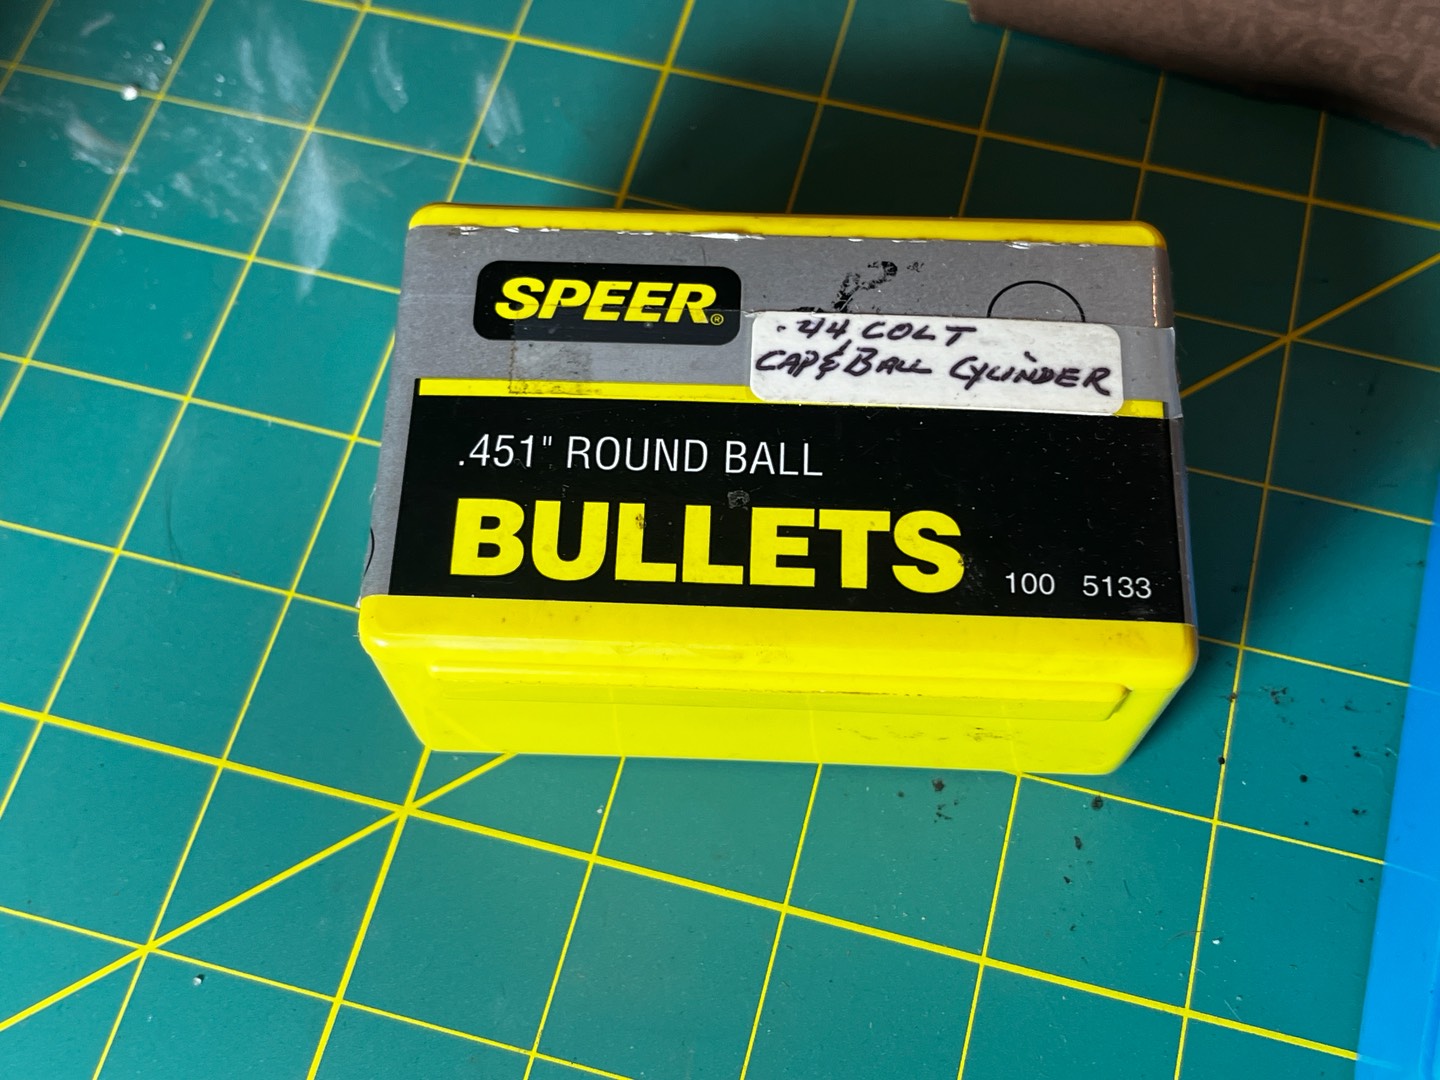 SPEER®
.44 COLT
CAP & BALL CYLINDER
.451" ROUND BALL
BULLETS
100 5133